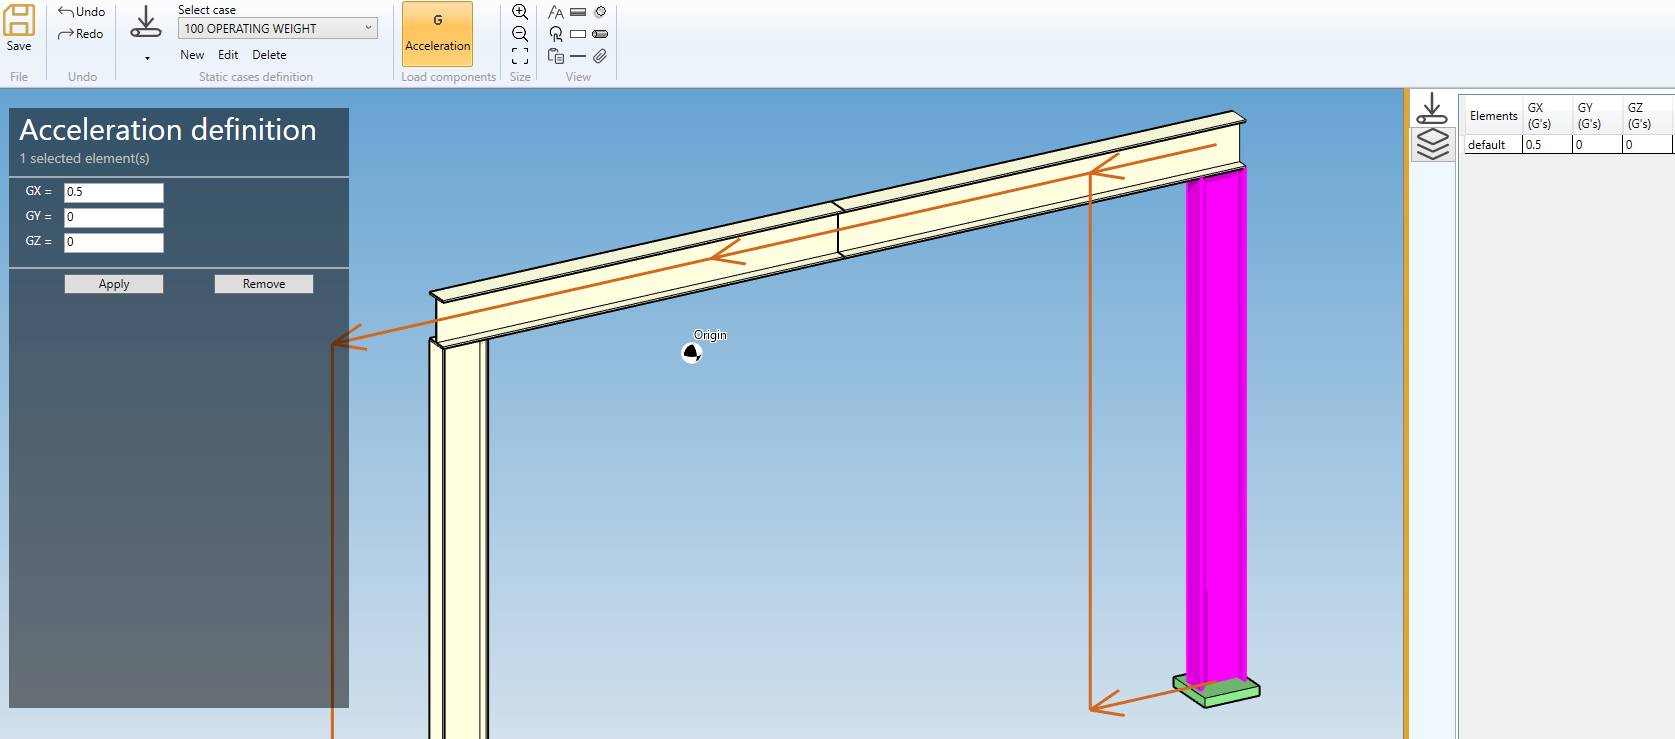 Save
File
Undo
Redo
Undo
Select case
100 OPERATING WEIGHT
New Edit Delete
Static cases definition
G
Acceleration
Load components
Size
View
Acceleration definition
1 selected element(s)
GX = 0.5
GY = 0
GZ = 0
Apply Remove
Origin
Elements GX (G's) GY (G's) GZ (G's)
default 0.5 0 0